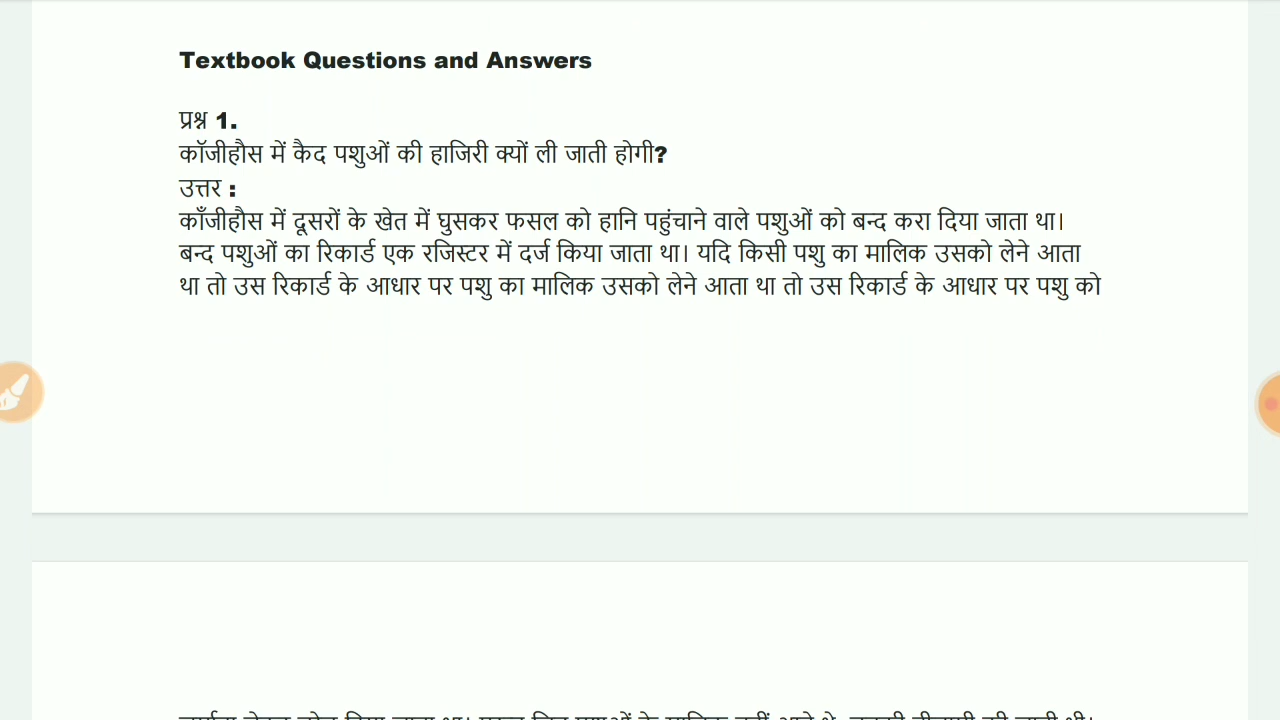 Textbook Questions and Answers
प्रश्न 1.
कॉजीहौस में कैद पशुओं की हाजिरी क्यों ली जाती होगी?
उत्तर :
काँजीहौस में दूसरों के खेत में घुसकर फसल को हानि पहुंचाने वाले पशुओं को बन्द करा दिया जाता था।
बन्द पशुओं का रिकार्ड एक रजिस्टर में दर्ज किया जाता था। यदि किसी पशु का मालिक उसको लेने आता
था तो उस रिकार्ड के आधार पर पशु का मालिक उसको लेने आता था तो उस रिकार्ड के आधार पर पशु को